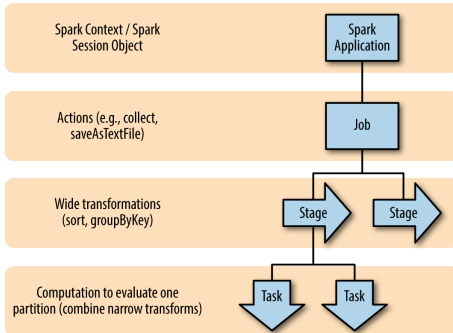 Spark Context / Spark
Session Object
Spark
Application
Actions (e.g., collect,
saveAsTextFile)
Job
Wide transformations
(sort, groupByKey)
Stage
Stage
Computation to evaluate one
partition (combine narrow transforms)
Task
Task